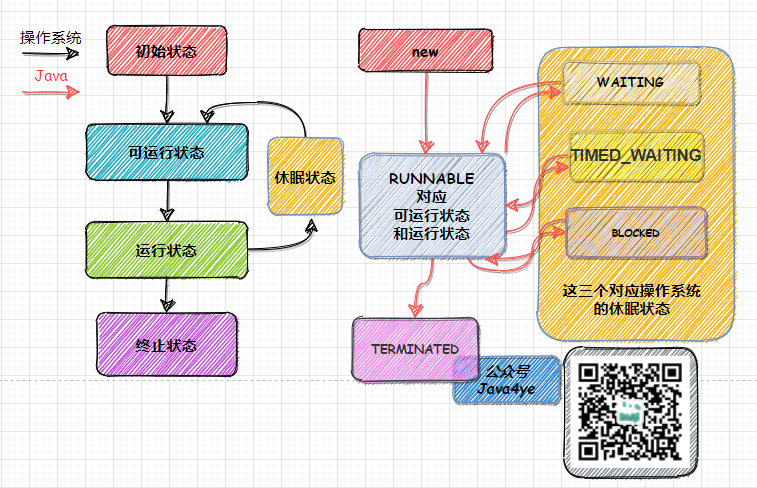 操作系统
Java
初始状态
可运行状态
休眠状态
运行状态
终止状态
new
RUNNABLE
对应
可运行状态
和运行状态
WAITING
TIMED_WAITING
BLOCKED
这三个对应操作系统
的休眠状态
TERMINATED
公众号
Java4ye